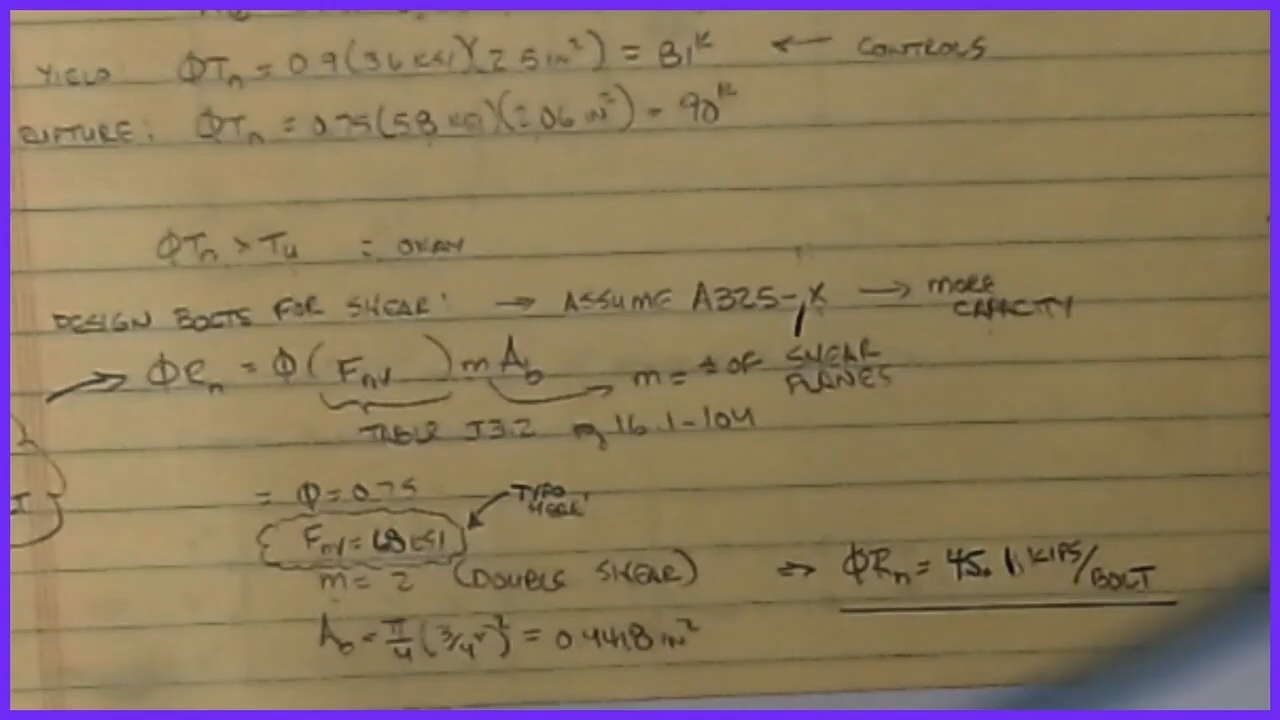 YIELD ΦTn = 0.9(36 KSI)(2.5 in²) = 81ᴷ ← CONTROLS
RUPTURE: ΦTn = 0.75(58 KSI)(2.06 in²) = 90ᴷ
ΦTn > Tu = OKAY
DESIGN BOLTS FOR SHEAR: → ASSUME A325-X → MORE CAPACITY
ΦRn = Φ(Fnv)mAb m = # OF SHEAR PLANES
TABLE J3.2 pg 16.1-104
= Φ = 0.75 TYPO HERE!
Fnv = 68 KSI
m = 2 (DOUBLE SHEAR) ⇒ ΦRn = 45.1 KIPS/BOLT
Ab = π/4 (3/4")² = 0.4418 in²